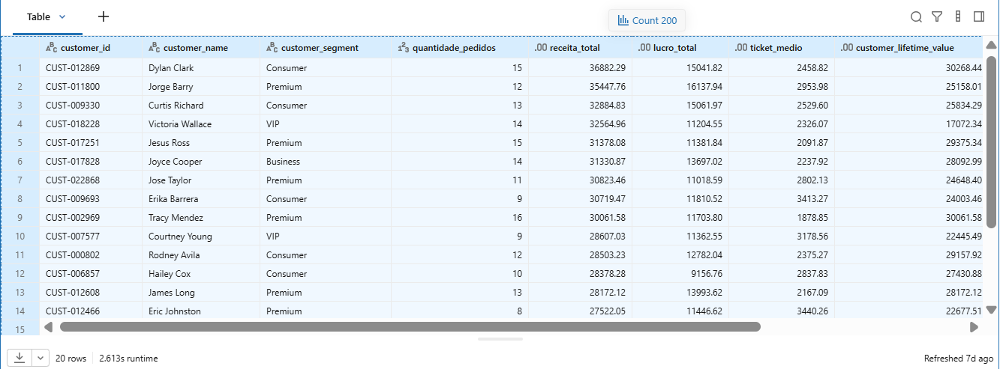 Table
Count 200
customer_id customer_name customer_segment quantidade_pedidos receita_total lucro_total ticket_medio customer_lifetime_value
1 CUST-012869 Dylan Clark Consumer 15 36882.29 15041.82 2458.82 30268.44
2 CUST-011800 Jorge Barry Premium 12 35447.76 16137.94 2953.98 25158.01
3 CUST-009330 Curtis Richard Consumer 13 32884.83 15061.97 2529.60 25834.29
4 CUST-018228 Victoria Wallace VIP 14 32564.96 11204.55 2326.07 17072.34
5 CUST-017251 Jesus Ross Premium 15 31378.08 11381.84 2091.87 29375.34
6 CUST-017828 Joyce Cooper Business 14 31330.87 13697.02 2237.92 28092.99
7 CUST-022868 Jose Taylor Premium 11 30823.46 11018.59 2802.13 24648.40
8 CUST-009693 Erika Barrera Consumer 9 30719.47 11810.52 3413.27 24003.46
9 CUST-002969 Tracy Mendez Premium 16 30061.58 11703.80 1878.85 30061.58
10 CUST-007577 Courtney Young VIP 9 28607.03 11362.55 3178.56 22445.49
11 CUST-000802 Rodney Avila Consumer 12 28503.23 12782.04 2375.27 29157.92
12 CUST-006857 Hailey Cox Consumer 10 28378.28 9156.76 2837.83 27430.88
13 CUST-012608 James Long Premium 13 28172.12 13993.62 2167.09 28172.12
14 CUST-012466 Eric Johnston Premium 8 27522.05 11446.62 3440.26 22677.51
15
20 rows 2.613s runtime Refreshed 7d ago